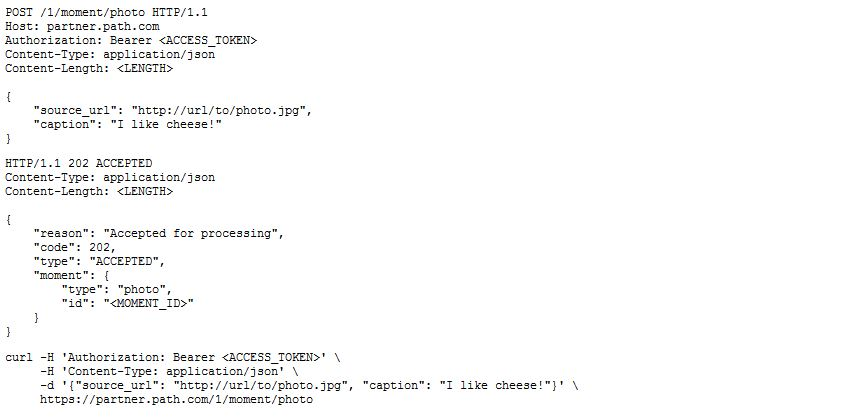 POST /1/moment/photo HTTP/1.1
Host: partner.path.com
Authorization: Bearer <ACCESS_TOKEN>
Content-Type: application/json
Content-Length: <LENGTH>

{
    "source_url": "http://url/to/photo.jpg",
    "caption": "I like cheese!"
}
HTTP/1.1 202 ACCEPTED
Content-Type: application/json
Content-Length: <LENGTH>

{
    "reason": "Accepted for processing",
    "code": 202,
    "type": "ACCEPTED",
    "moment": {
        "type": "photo",
        "id": "<MOMENT_ID>"
    }
}
curl -H 'Authorization: Bearer <ACCESS_TOKEN>' \
     -H 'Content-Type: application/json' \
     -d '{"source_url": "http://url/to/photo.jpg", "caption": "I like cheese!"}' \
     https://partner.path.com/1/moment/photo